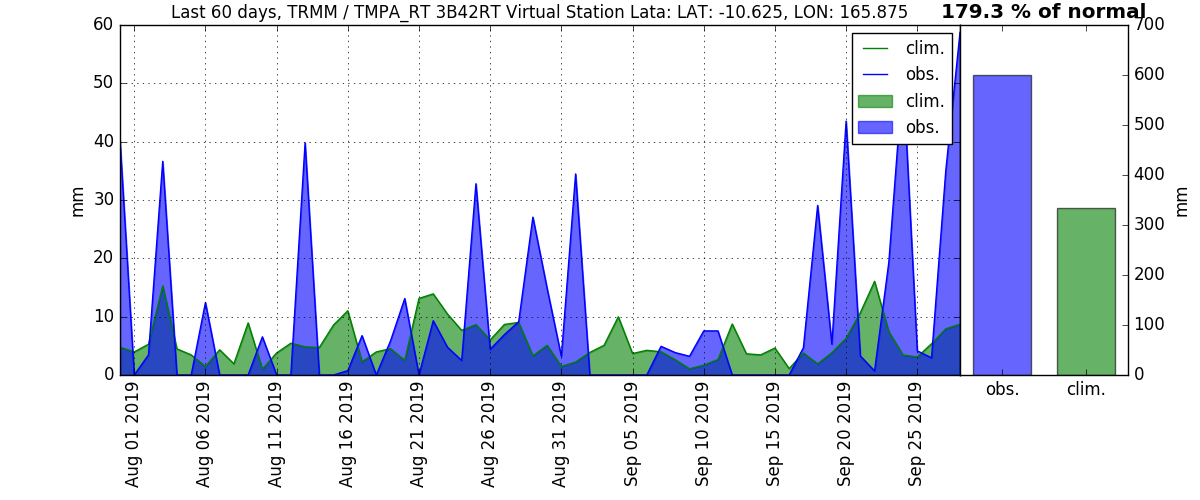 Last 60 days, TRMM / TMPA_RT 3B42RT Virtual Station Lata: LAT: -10.625, LON: 165.875
179.3 % of normal
60
50
40
30
20
10
0
mm
clim.
obs.
clim.
obs.
700
600
500
400
300
200
100
0
mm
Aug 01 2019
Aug 06 2019
Aug 11 2019
Aug 16 2019
Aug 21 2019
Aug 26 2019
Aug 31 2019
Sep 05 2019
Sep 10 2019
Sep 15 2019
Sep 20 2019
Sep 25 2019
obs.
clim.